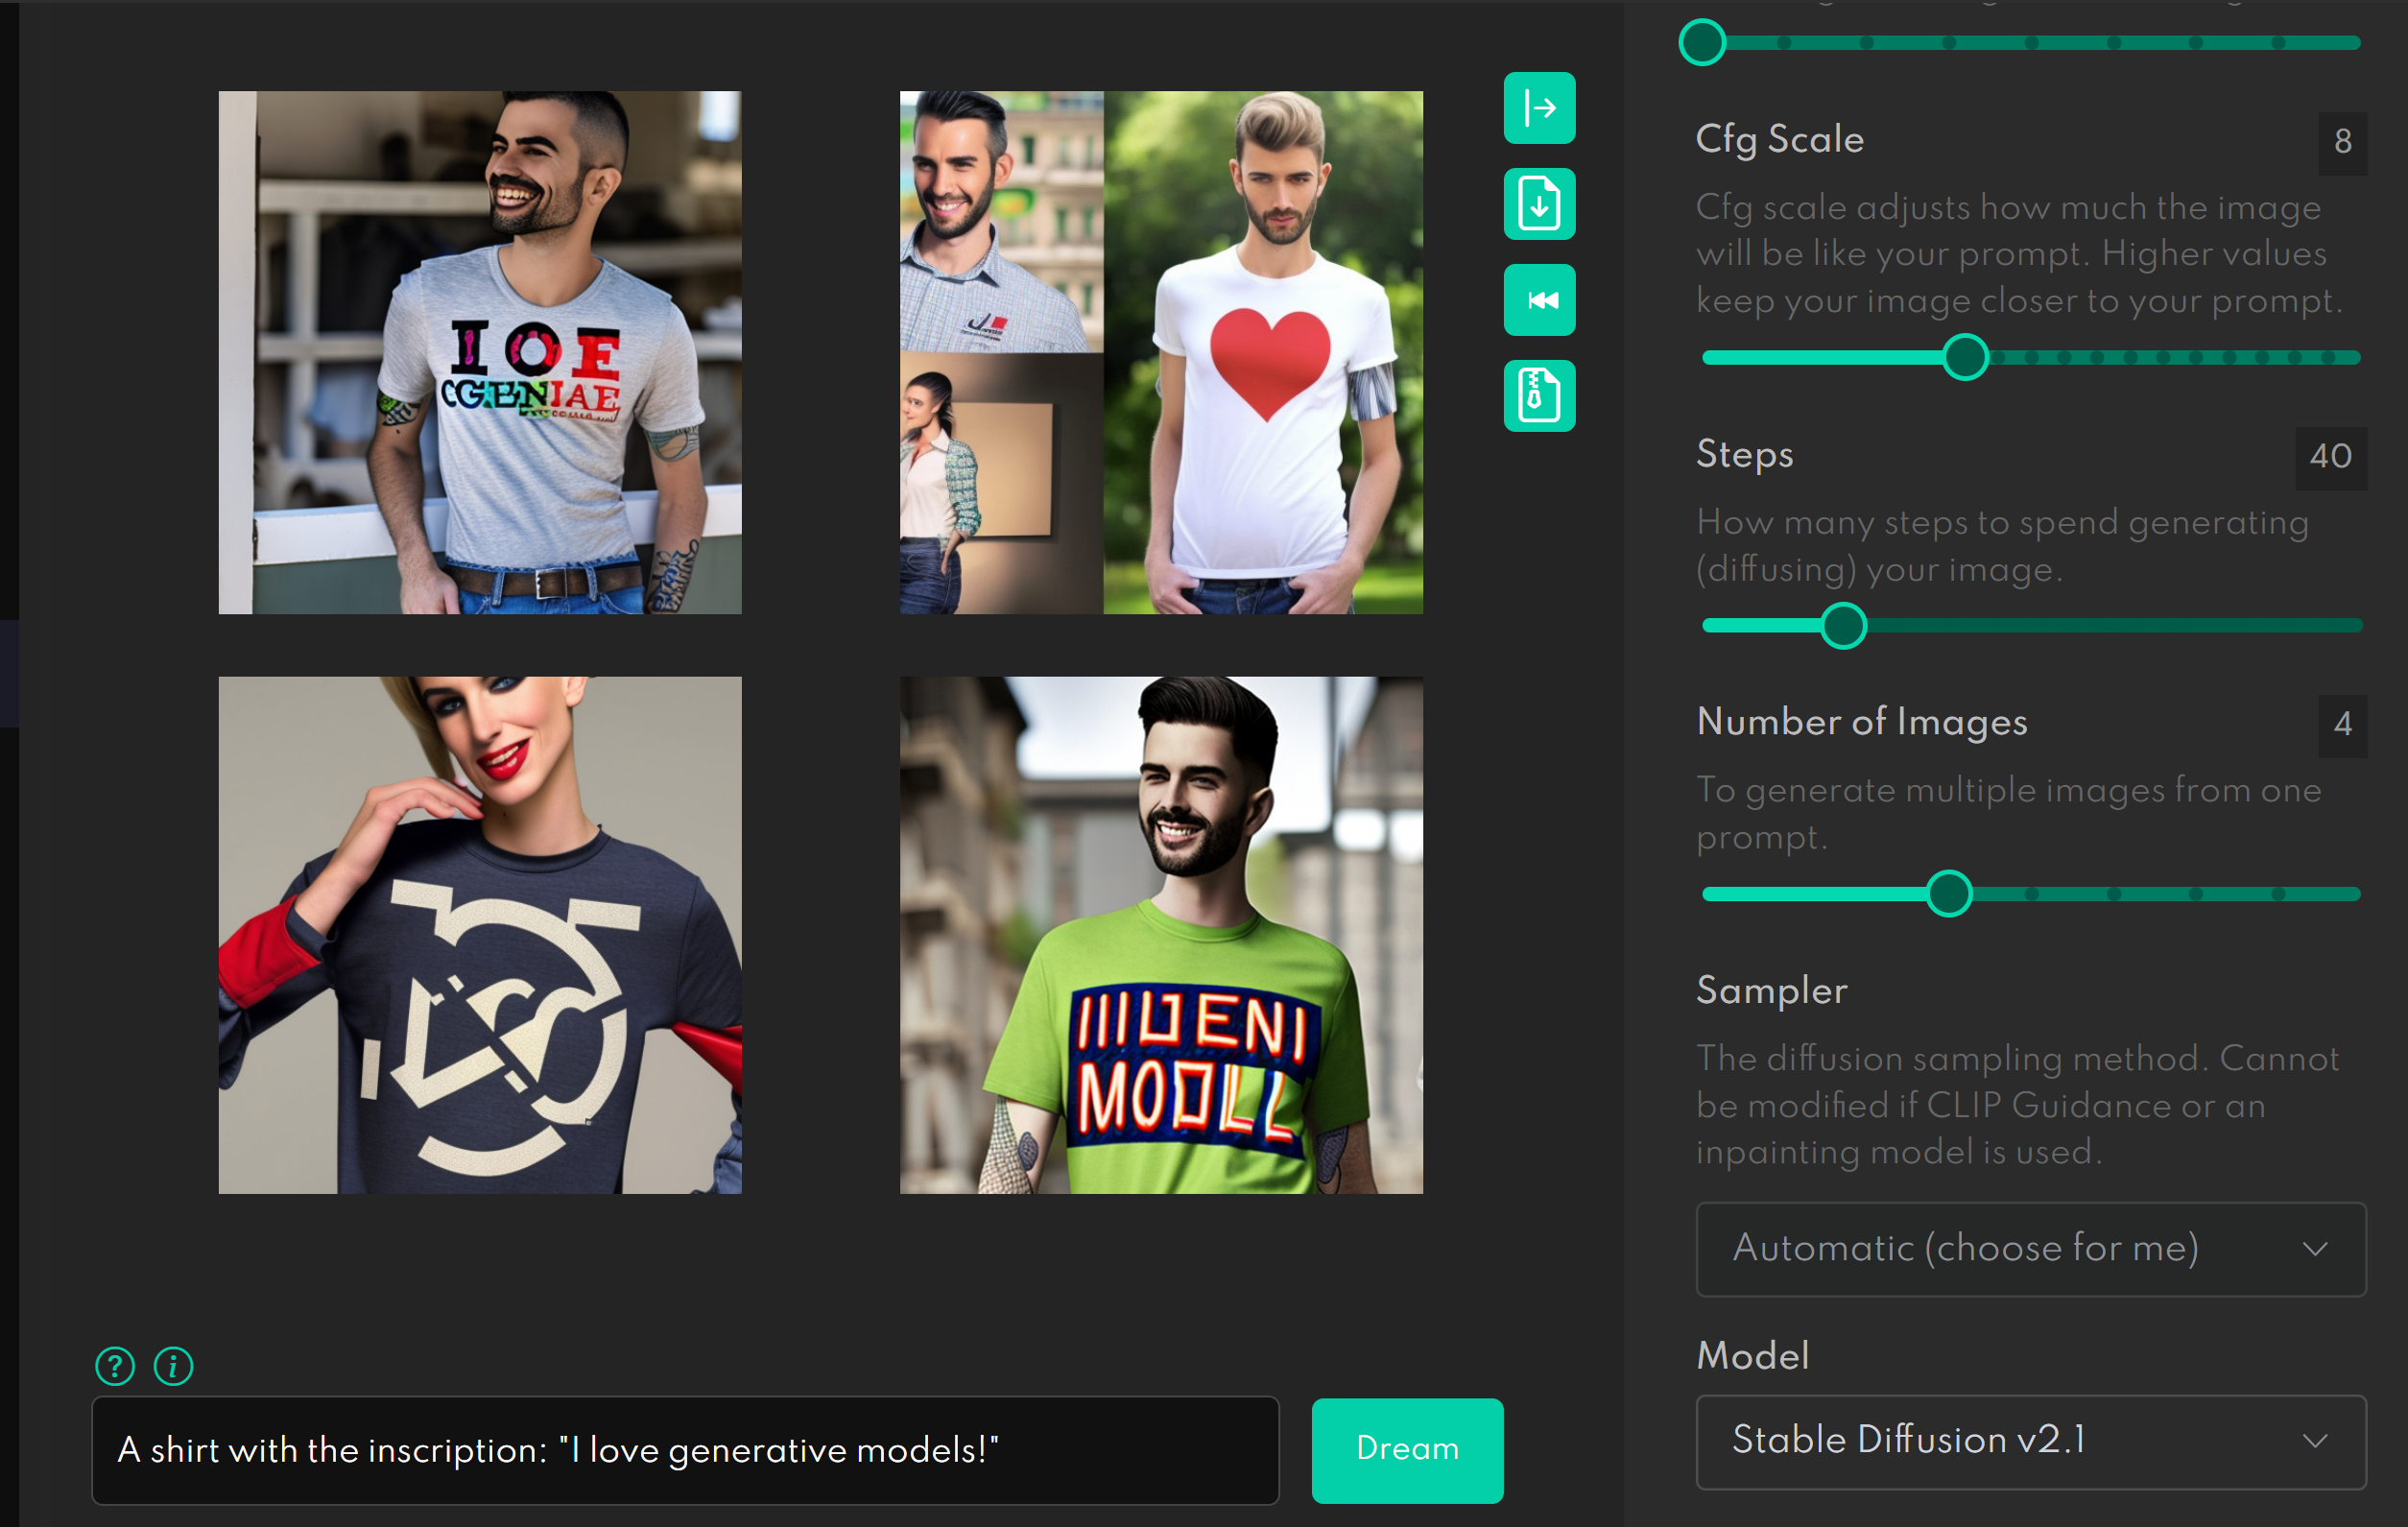 I OE
CGENIAE
IIIJENI
MODLL
Cfg Scale
8
Cfg scale adjusts how much the image
will be like your prompt. Higher values
keep your image closer to your prompt.
Steps
40
How many steps to spend generating
(diffusing) your image.
Number of Images
4
To generate multiple images from one
prompt.
Sampler
The diffusion sampling method. Cannot
be modified if CLIP Guidance or an
inpainting model is used.
Automatic (choose for me)
Model
Stable Diffusion v2.1
A shirt with the inscription: "I love generative models!"
Dream